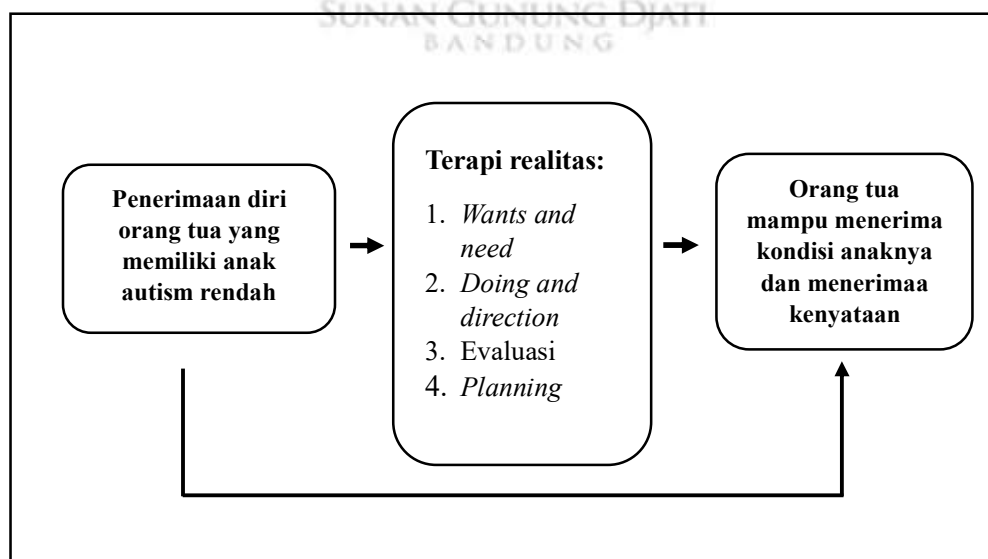 SUNAN GUNUNG DJATI
BANDUNG
Penerimaan diri
orang tua yang
memiliki anak
autism rendah
Terapi realitas:
1. Wants and
need
2. Doing and
direction
3. Evaluasi
4. Planning
Orang tua
mampu menerima
kondisi anaknya
dan menerimaa
kenyataan